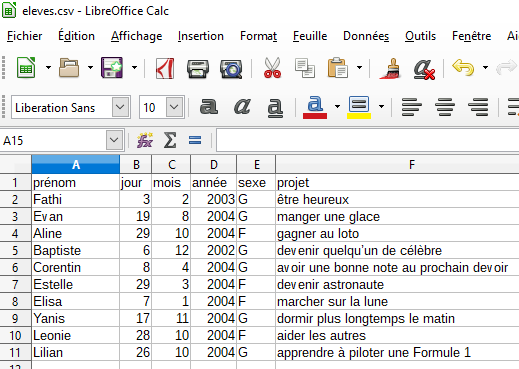 eleves.csv - LibreOffice Calc
Fichier Édition Affichage Insertion Format Feuille Données Outils Fenêtre Ai
Liberation Sans 10 a a a a
A15 fx Σ =
A B C D E F
1 prénom jour mois année sexe projet
2 Fathi 3 2 2003 G être heureux
3 Evan 19 8 2004 G manger une glace
4 Aline 29 10 2004 F gagner au loto
5 Baptiste 6 12 2002 G devenir quelqu'un de célèbre
6 Corentin 8 4 2004 G avoir une bonne note au prochain devoir
7 Estelle 29 3 2004 F devenir astronaute
8 Elisa 7 1 2004 F marcher sur la lune
9 Yanis 17 11 2004 G dormir plus longtemps le matin
10 Leonie 28 10 2004 F aider les autres
11 Lilian 26 10 2004 G apprendre à piloter une Formule 1